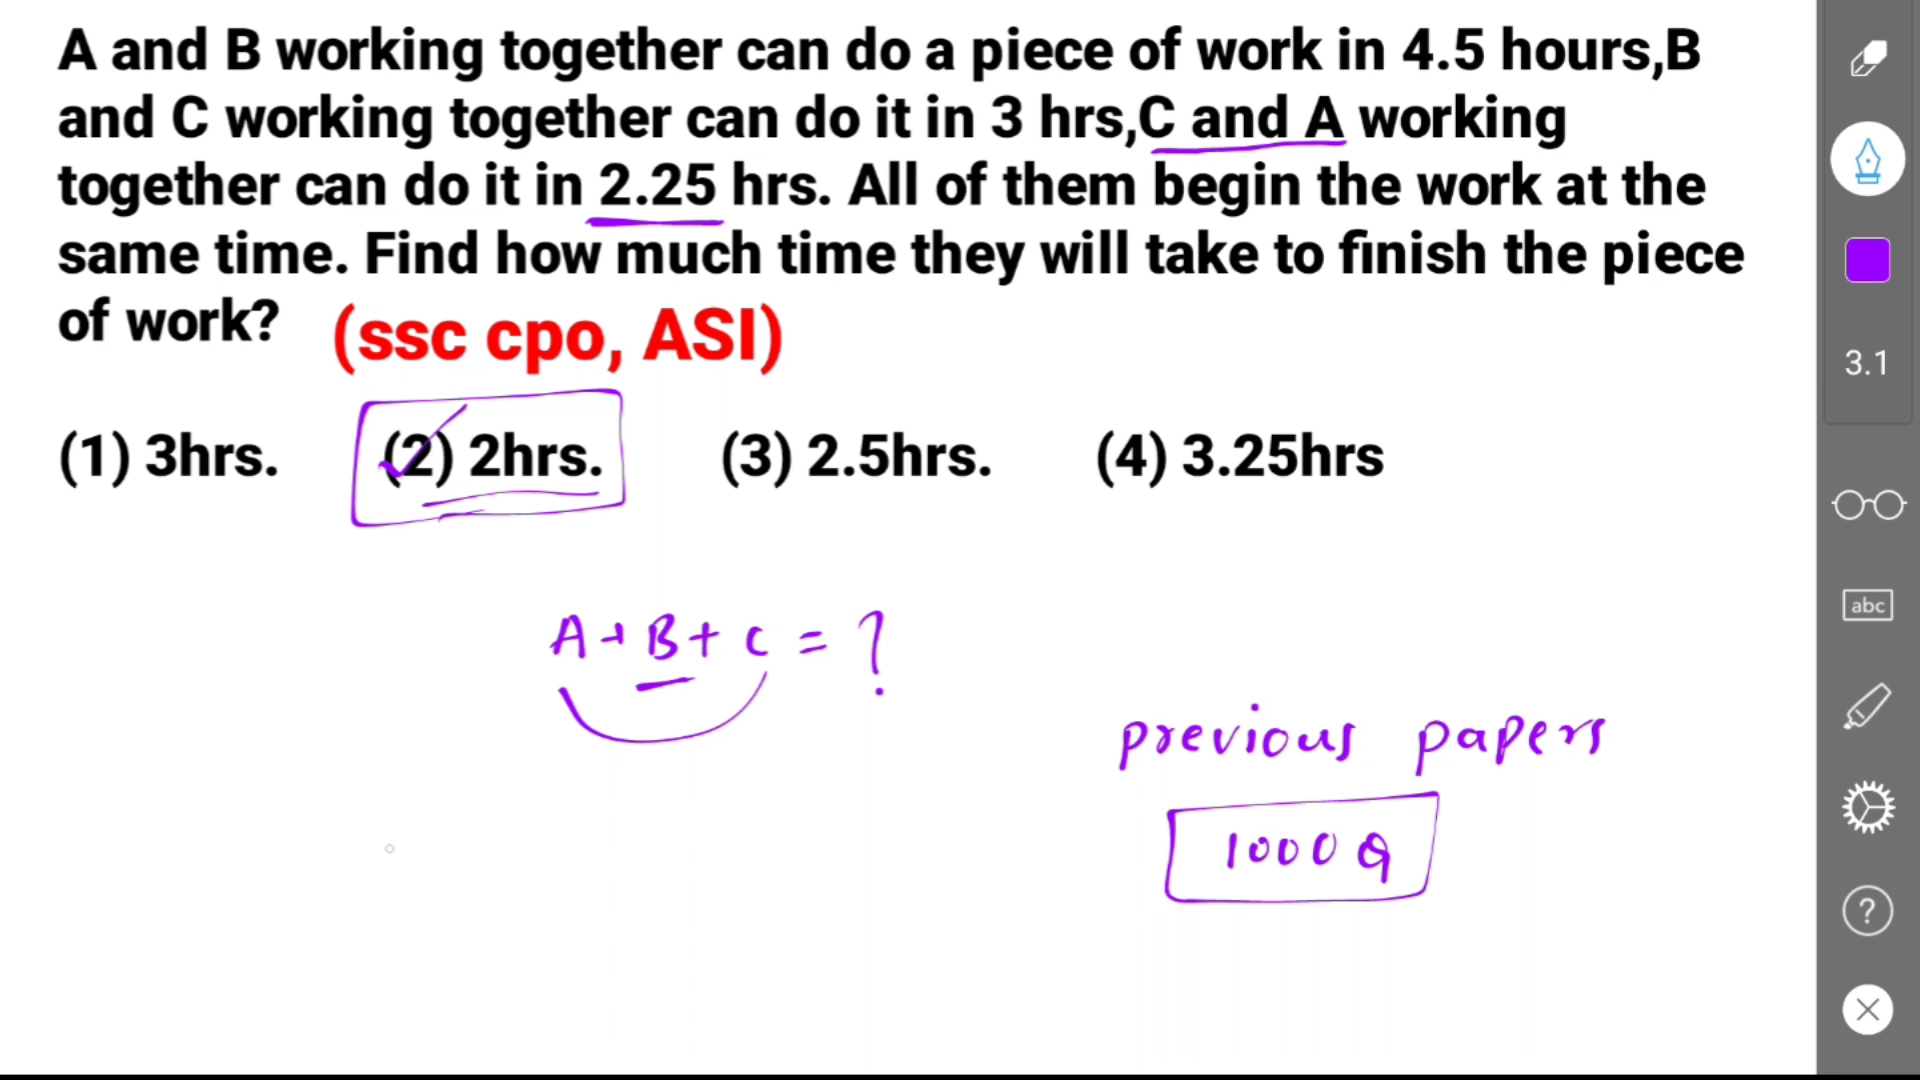 A and B working together can do a piece of work in 4.5 hours,B
and C working together can do it in 3 hrs,C and A working
together can do it in 2.25 hrs. All of them begin the work at the
same time. Find how much time they will take to finish the piece
of work? (ssc cpo, ASI)
(1) 3hrs. (2) 2hrs. (3) 2.5hrs. (4) 3.25hrs
A+B+C=?
previous papers
1000 Q
3.1
abc
?